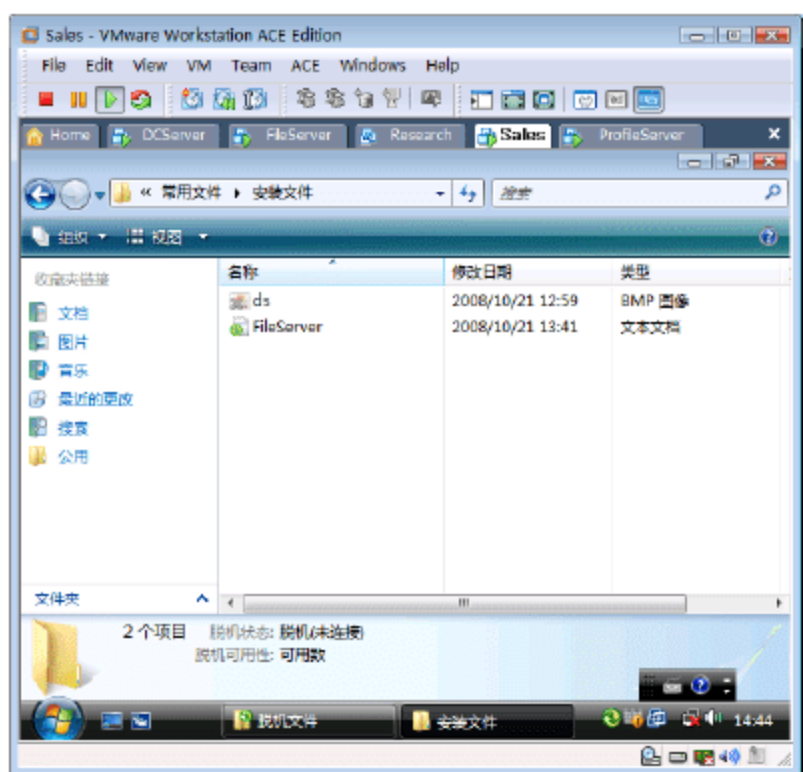 Sales - VMware Workstation ACE Edition
File Edit View VM Team ACE Windows Help
Home DCServer FileServer Research Sales ProfileServer
« 常用文件 安装文件 搜索
组织 视图
收藏夹链接
名称 修改日期 类型
ds 2008/10/21 12:59 BMP 图像
FileServer 2008/10/21 13:41 文本文档
文档
图片
音乐
最近的更改
搜索
公用
文件夹
2 个项目 脱机状态: 脱机(未连接)
脱机可用性: 可用数
脱机文件 安装文件 14:44